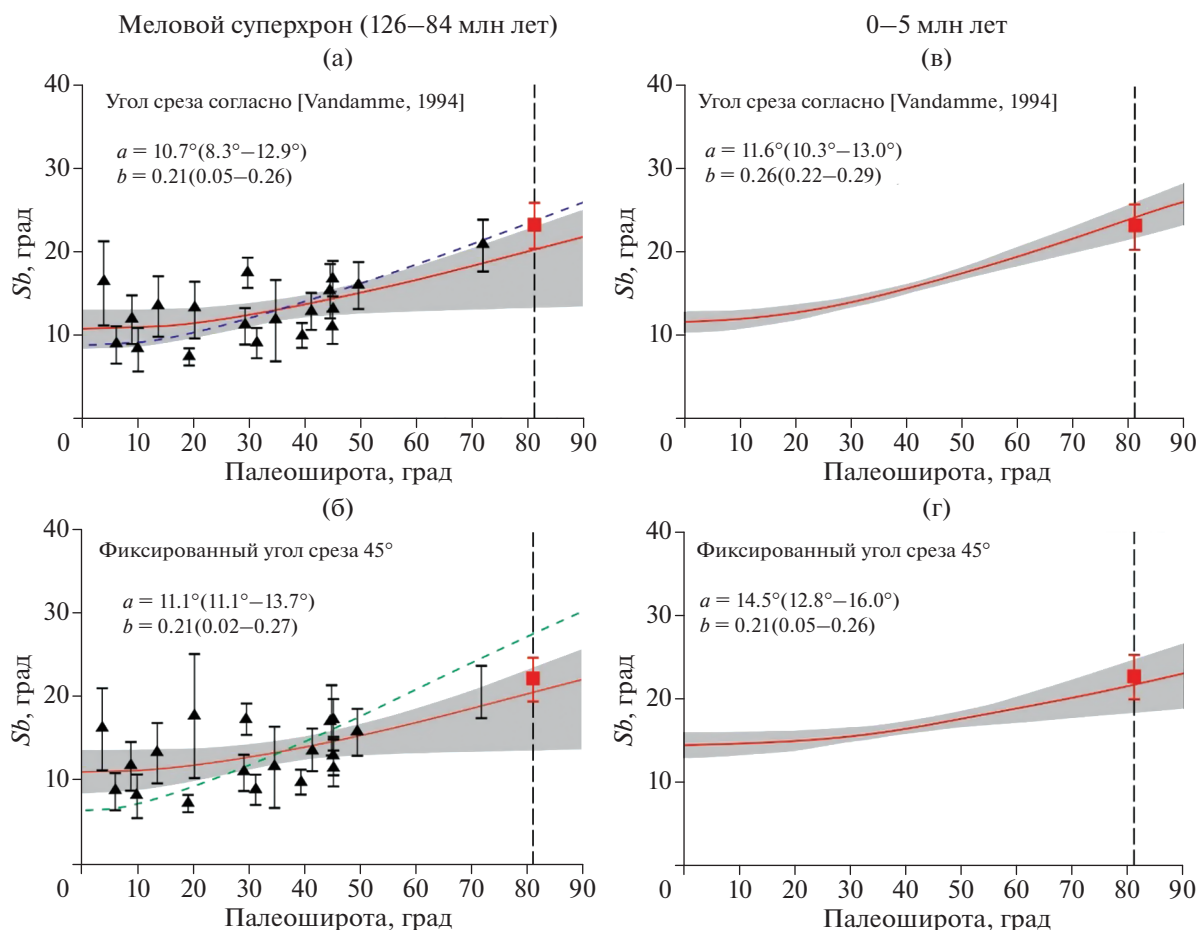 Меловой суперхрон (126–84 млн лет)
(а)
40
Угол среза согласно [Vandamme, 1994]
a = 10.7°(8.3°–12.9°)
b = 0.21(0.05–0.26)
30
20
10
Sb, град
0 10 20 30 40 50 60 70 80 90
Палеоширота, град
0–5 млн лет
(в)
40
Угол среза согласно [Vandamme, 1994]
a = 11.6°(10.3°–13.0°)
b = 0.26(0.22–0.29)
30
20
10
Sb, град
0 10 20 30 40 50 60 70 80 90
Палеоширота, град
(б)
40
Фиксированный угол среза 45°
a = 11.1°(11.1°–13.7°)
b = 0.21(0.02–0.27)
30
20
10
Sb, град
0 10 20 30 40 50 60 70 80 90
Палеоширота, град
(г)
40
Фиксированный угол среза 45°
a = 14.5°(12.8°–16.0°)
b = 0.21(0.05–0.26)
30
20
10
Sb, град
0 10 20 30 40 50 60 70 80 90
Палеоширота, град